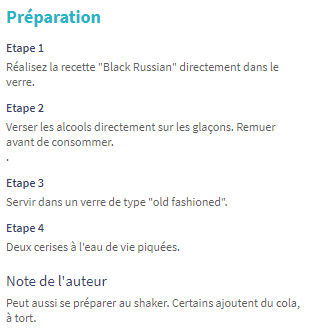 Préparation
Etape 1
Réalisez la recette "Black Russian" directement dans le
verre.
Etape 2
Verser les alcools directement sur les glaçons. Remuer
avant de consommer.
.
Etape 3
Servir dans un verre de type "old fashioned".
Etape 4
Deux cerises à l'eau de vie piquées.
Note de l'auteur
Peut aussi se préparer au shaker. Certains ajoutent du cola,
à tort.